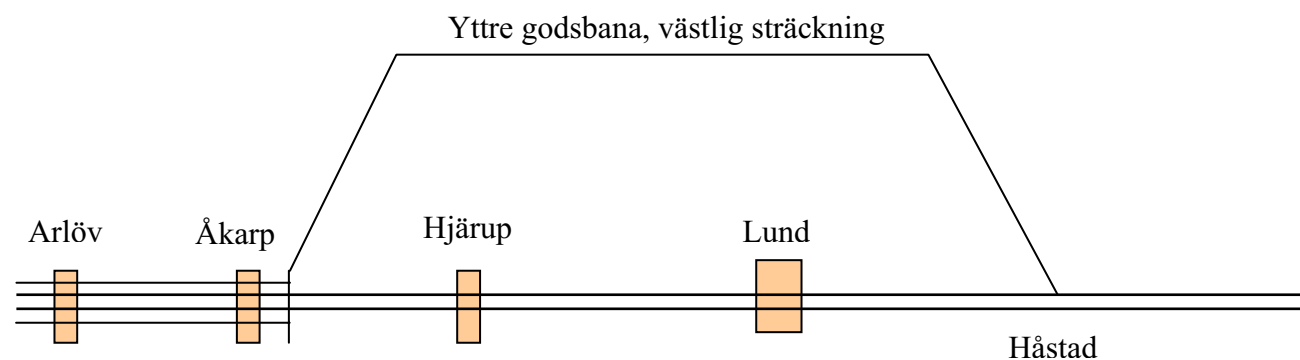 Yttre godsbana, västlig sträckning
Arlöv
Åkarp
Hjärup
Lund
Håstad